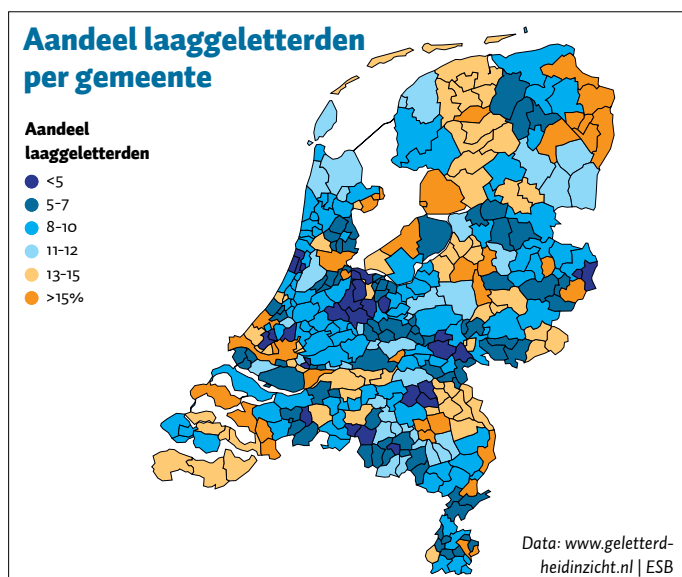 Aandeel laaggeletterden
per gemeente
Aandeel
laaggeletterden
<5
5-7
8-10
11-12
13-15
>15%
Data: www.geletterd-
heidinzicht.nl | ESB